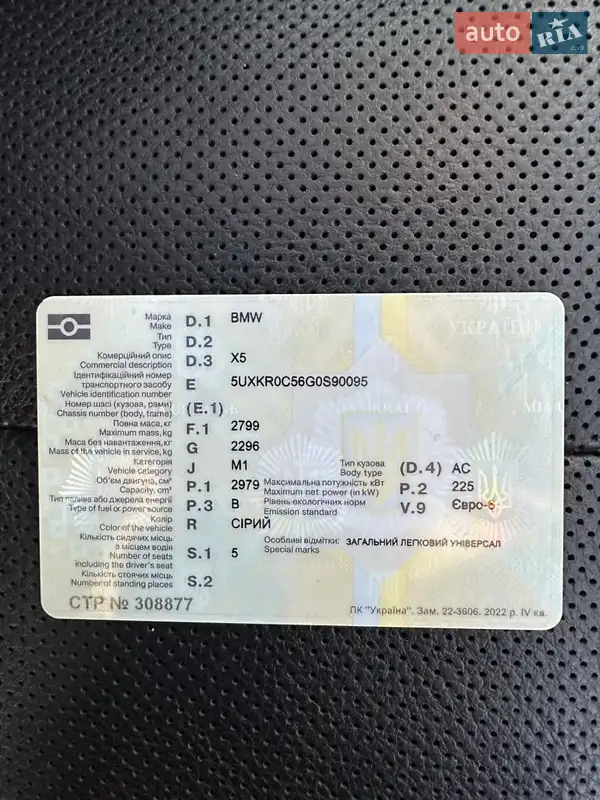 auto RIA .com
УКРАЇНА
Марка D.1 BMW
Make
Тип D.2
Type
Комерційний опис D.3 X5
Commercial description
Ідентифікаційний номер
транспортного засобу E 5UXKR0C56G0S90095
Vehicle identification number
Номер шасі (кузова, рами) (E.1)
Chassis number (body, frame)
Повна маса, кг F.1 2799
Maximum mass, kg
Маса без навантаження, кг G 2296
Mass of the vehicle in service, kg
Категорія J M1 Тип кузова (D.4) AC
Vehicle category Body type
Об'єм двигуна, см³ P.1 2979 Максимальна потужність кВт P.2 225
Capacity, cm³ Maximum net power (in kW)
Тип палива або джерела енергії P.3 B Рівень екологічних норм V.9 Євро-6
Type of fuel or power source Emission standard
Колір R СІРИЙ
Color of the vehicle
Кількість сидячих місць Особливі відмітки: ЗАГАЛЬНИЙ ЛЕГКОВИЙ УНІВЕРСАЛ
з місцем водія S.1 5 Special marks
Number of seats
including the driver's seat
Кількість стоячих місць S.2
Number of standing places
СТР № 308877
ПК "Україна". Зам. 22-3606. 2022 р. IV кв.